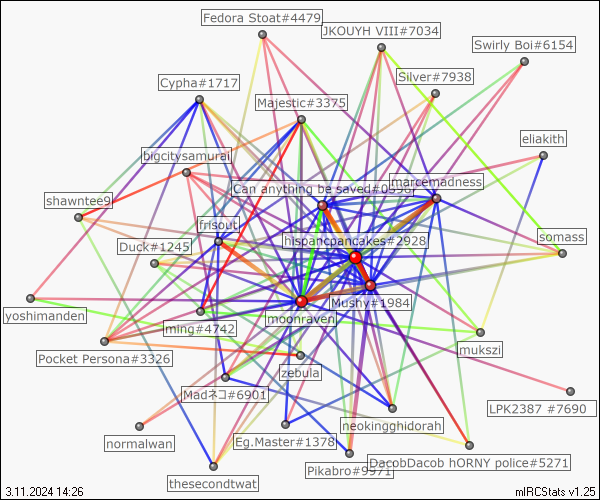 Fedora Stoat#4479
JKOUYH VIII#7034
Swirly Boi#6154
Silver#7938
Cypha#1717
Majestic#3375
eliakith
bigcitysamurai
Can anything be saved#0
marcemadness
shawntee9
frisout
hispancpancakes#2928
somass
Duck#1245
Mushy#1984
moonraven
yoshimanden
ming#4742
mukszi
Pocket Persona#3326
zebula
Madネコ#6901
LPK2387 #7690
neokingghidorah
normalwan
Eg.Master#1378
DacobDacob hORNY police#5271
Pikabro#9971
thesecondtwat
3.11.2024 14:26
mIRCStats v1.25